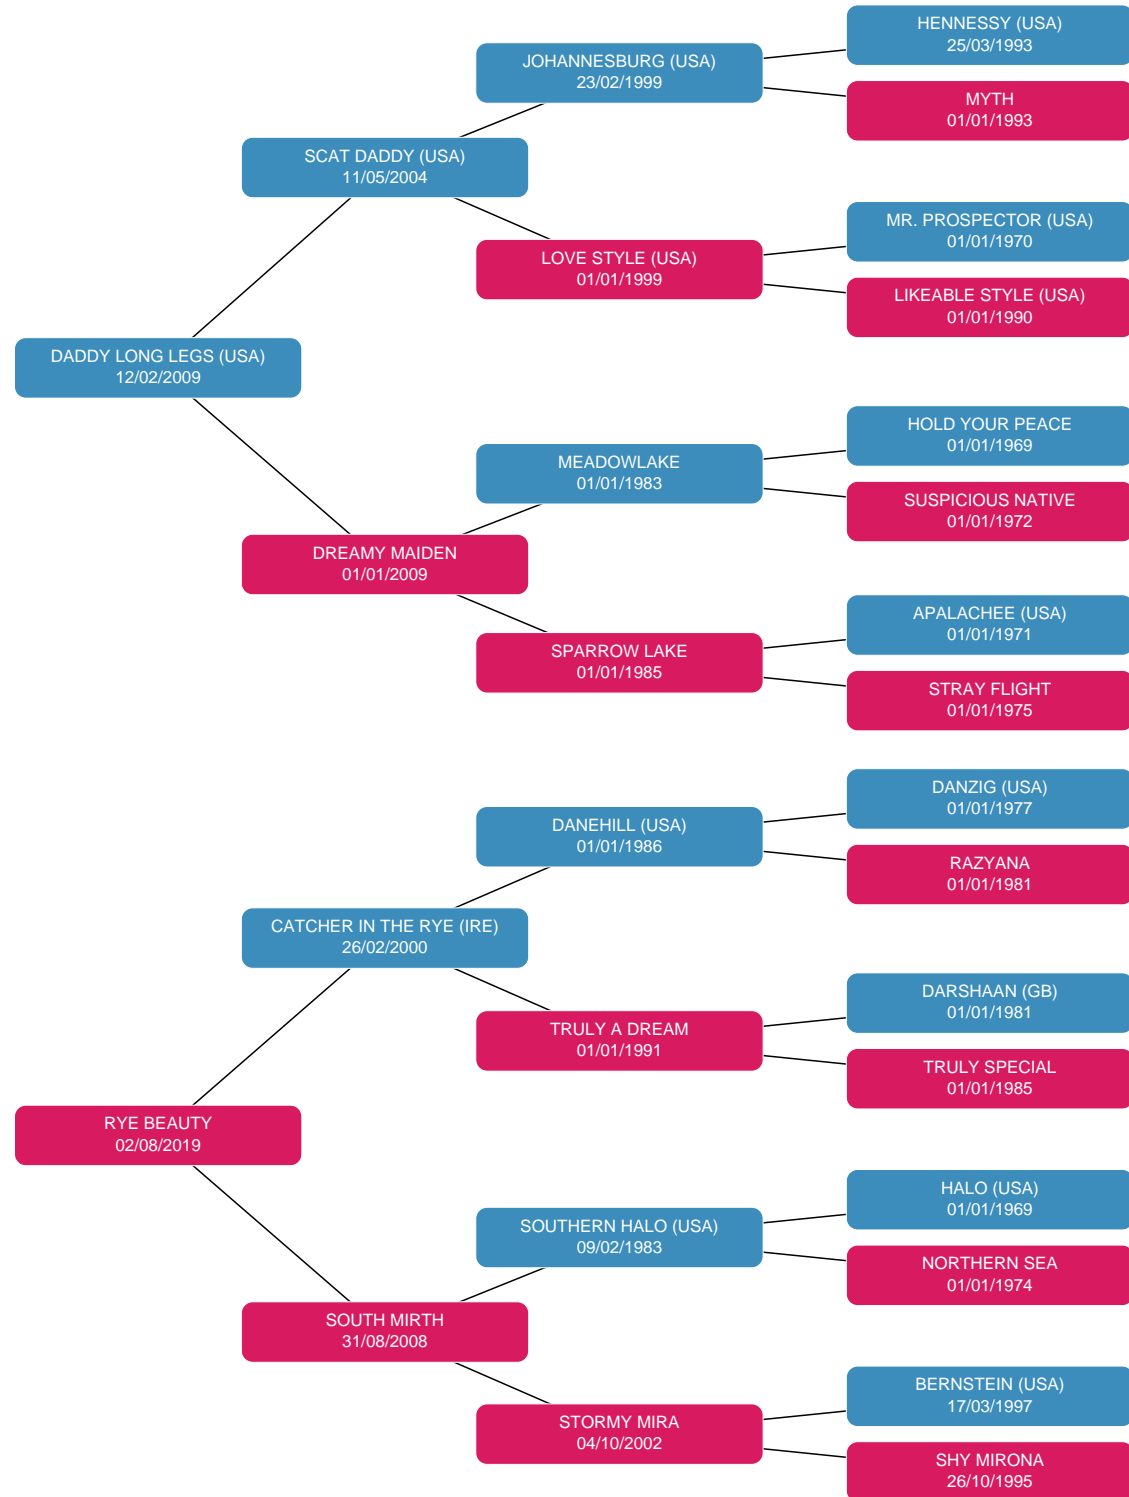 HENNESSY (USA)
25/03/1993
JOHANNESBURG (USA)
23/02/1999
MYTH
01/01/1993
SCAT DADDY (USA)
11/05/2004
MR. PROSPECTOR (USA)
01/01/1970
LOVE STYLE (USA)
01/01/1999
LIKEABLE STYLE (USA)
01/01/1990
DADDY LONG LEGS (USA)
12/02/2009
HOLD YOUR PEACE
01/01/1969
MEADOWLAKE
01/01/1983
SUSPICIOUS NATIVE
01/01/1972
DREAMY MAIDEN
01/01/2009
APALACHEE (USA)
01/01/1971
SPARROW LAKE
01/01/1985
STRAY FLIGHT
01/01/1975
DANZIG (USA)
01/01/1977
DANEHILL (USA)
01/01/1986
RAZYANA
01/01/1981
CATCHER IN THE RYE (IRE)
26/02/2000
DARSHAAN (GB)
01/01/1981
TRULY A DREAM
01/01/1991
TRULY SPECIAL
01/01/1985
RYE BEAUTY
02/08/2019
HALO (USA)
01/01/1969
SOUTHERN HALO (USA)
09/02/1983
NORTHERN SEA
01/01/1974
SOUTH MIRTH
31/08/2008
BERNSTEIN (USA)
17/03/1997
STORMY MIRA
04/10/2002
SHY MIRONA
26/10/1995